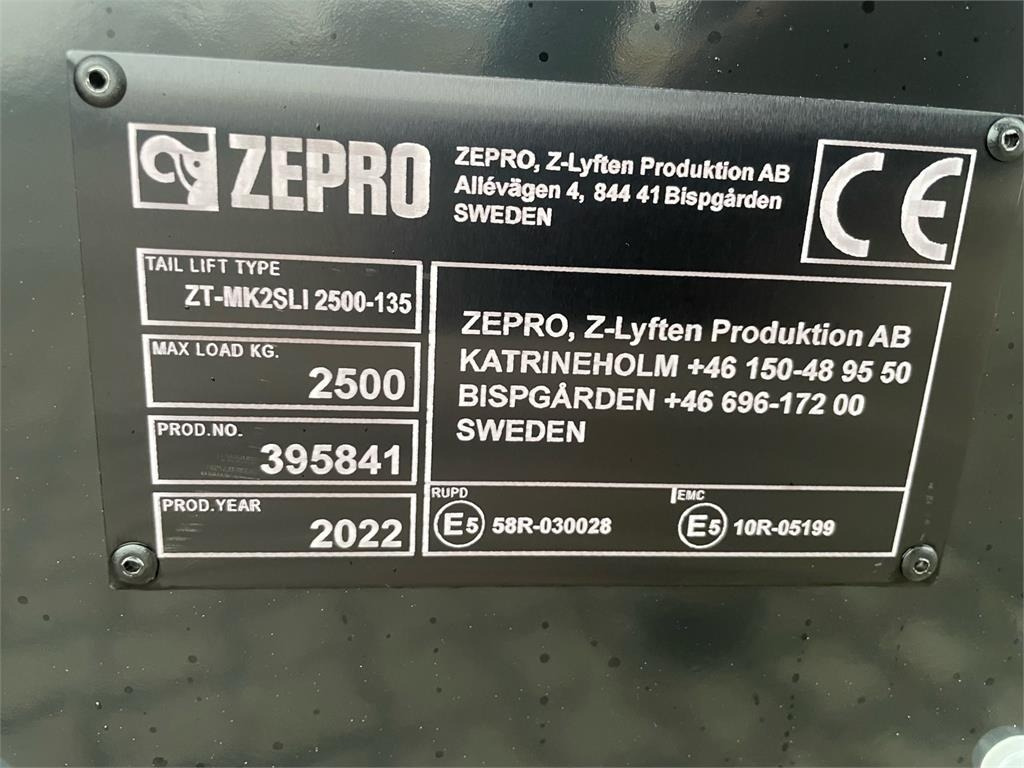 ZEPRO
ZEPRO, Z-Lyften Produktion AB
Allévägen 4, 844 41 Bispgården
SWEDEN
CE
TAIL LIFT TYPE
ZT-MK2SLI 2500-135
MAX LOAD KG.
2500
PROD.NO.
395841
PROD.YEAR
2022
ZEPRO, Z-Lyften Produktion AB
KATRINEHOLM +46 150-48 95 50
BISPGÅRDEN +46 696-172 00
SWEDEN
RUPD
E5 58R-030028
EMC
E5 10R-05199